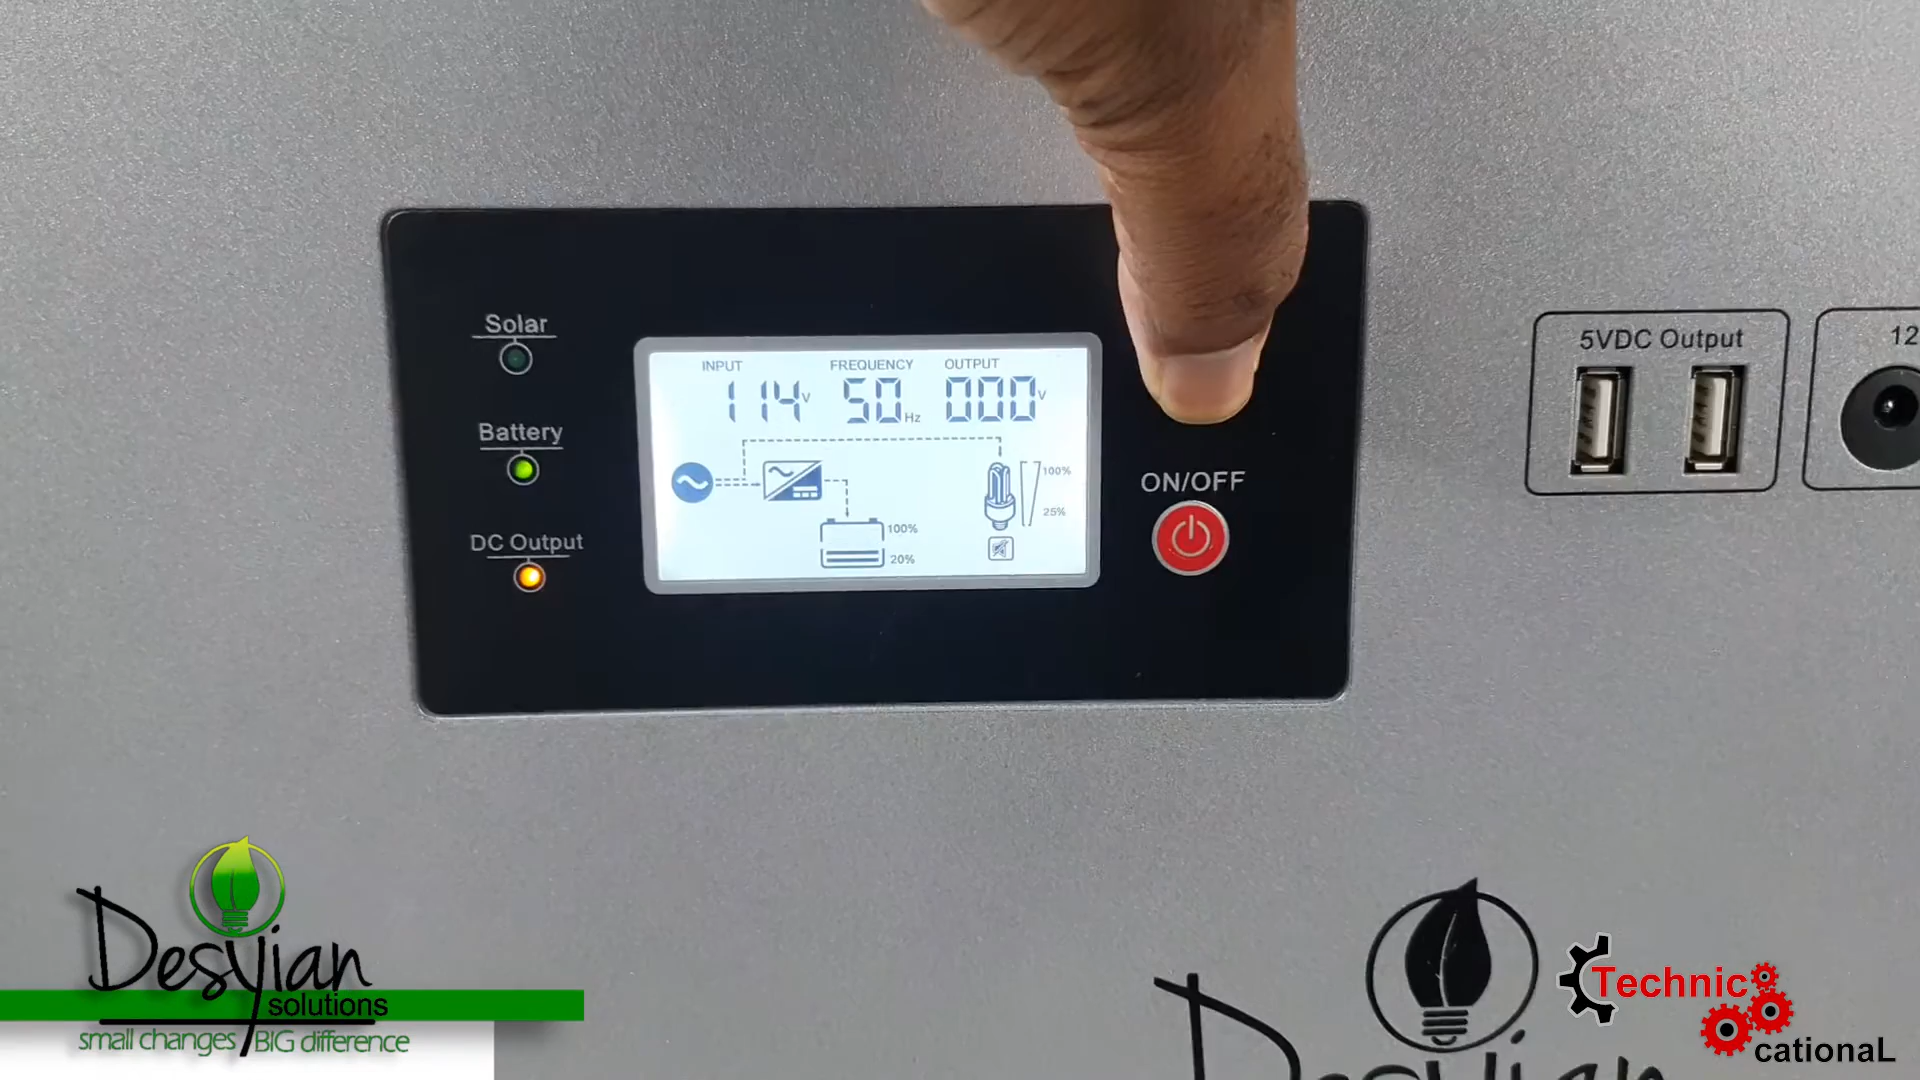 Solar
Battery
DC Output
INPUT FREQUENCY OUTPUT
114V 50Hz 000V
100%
25%
100%
20%
ON/OFF
5VDC Output
12
Desyian
solutions
small changes BIG difference
Desyian
Technic
cationaL